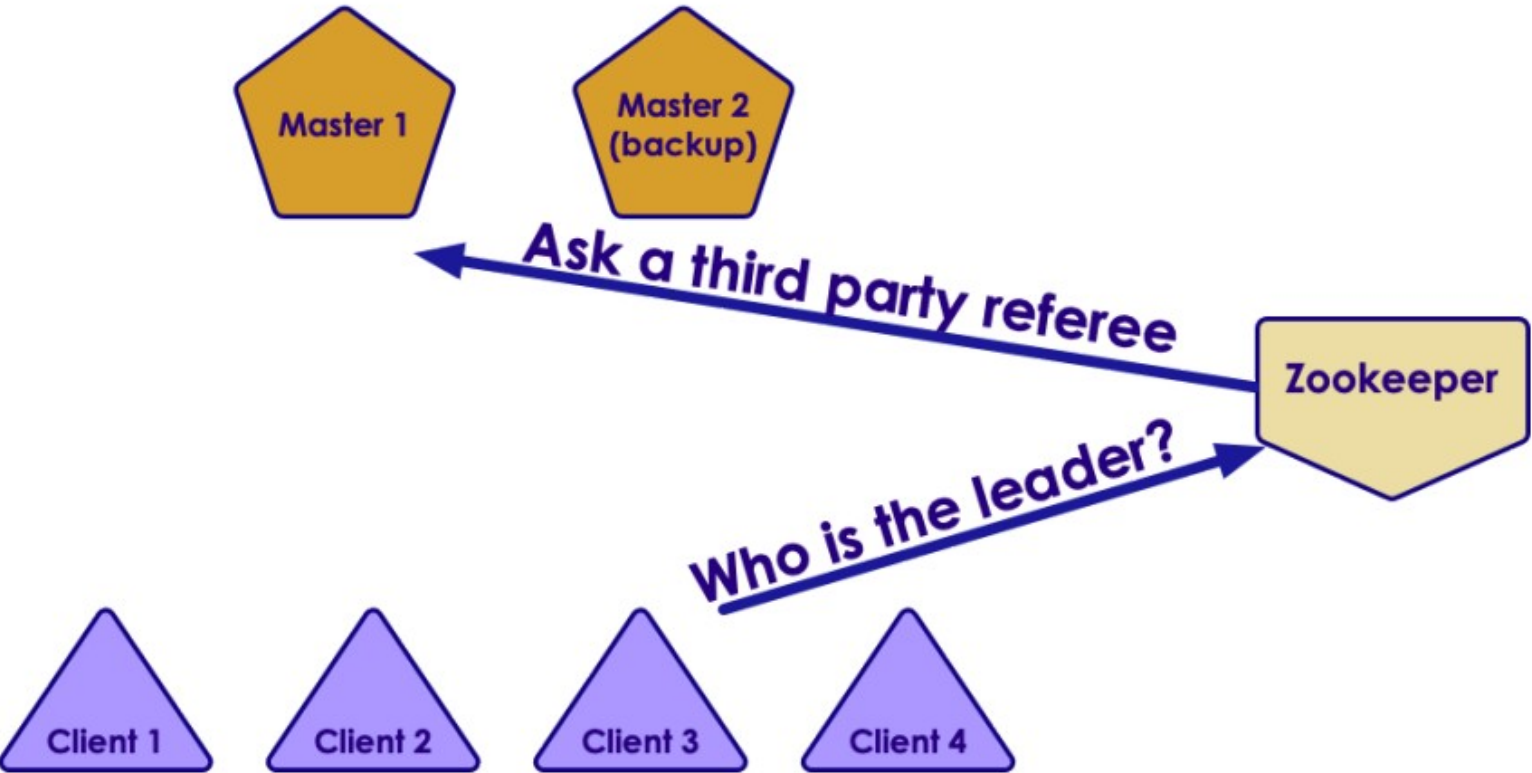 Master 1
Master 2
(backup)
Ask a third party referee
Zookeeper
Who is the leader?
Client 1
Client 2
Client 3
Client 4